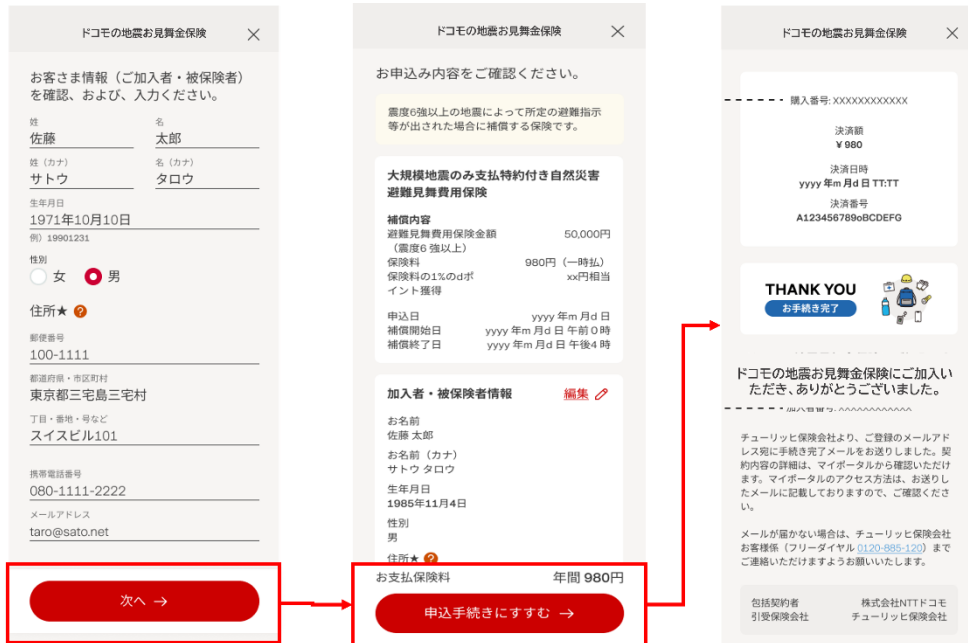 ドコモの地震お見舞金保険
お客さま情報（ご加入者・被保険者）
を確認、および、入力ください。
姓
名
佐藤
太郎
姓（カナ）
名（カナ）
サトウ
タロウ
生年月日
1971年10月10日
例）19901231
性別
女
男
住所★
郵便番号
100-1111
都道府県・市区町村
東京都三宅島三宅村
丁目・番地・号など
スイスビル101
携帯電話番号
080-1111-2222
メールアドレス
taro@sato.net
次へ →
ドコモの地震お見舞金保険
お申込み内容をご確認ください。
震度6強以上の地震によって所定の避難指示
等が出された場合に補償する保険です。
大規模地震のみ支払特約付き自然災害
避難見舞費用保険
補償内容
避難見舞費用保険金額 50,000円
（震度6 強以上）
保険料 980円（一時払）
保険料の1%のdポ xx円相当
イント獲得
申込日 yyyy 年m 月d 日
補償開始日 yyyy 年m 月d 日 午前０時
補償終了日 yyyy 年m 月d 日 午後4 時
加入者・被保険者情報 編集
お名前
佐藤 太郎
お名前（カナ）
サトウ タロウ
生年月日
1985年11月4日
性別
男
住所★
お支払保険料 年間 980円
申込手続きにすすむ →
ドコモの地震お見舞金保険
購入番号: XXXXXXXXXXXX
決済額
¥ 980
決済日時
yyyy 年m 月d 日 TT:TT
決済番号
A123456789oBCDEFG
THANK YOU
お手続き完了
ドコモの地震お見舞金保険にご加入い
ただき、ありがとうございました。
加入者番号: XXXXXXXXXXXX
チューリッヒ保険会社より、ご登録のメールアド
レス宛に手続き完了メールをお送りしました。契
約内容の詳細は、マイポータルから確認いただけ
ます。マイポータルのアクセス方法は、お送りし
たメールに記載しておりますので、ご確認くださ
い。
メールが届かない場合は、チューリッヒ保険会社
お客様係（フリーダイヤル 0120-885-120）まで
ご連絡いただけますようお願いいたします。
包括契約者 株式会社NTTドコモ
引受保険会社 チューリッヒ保険会社